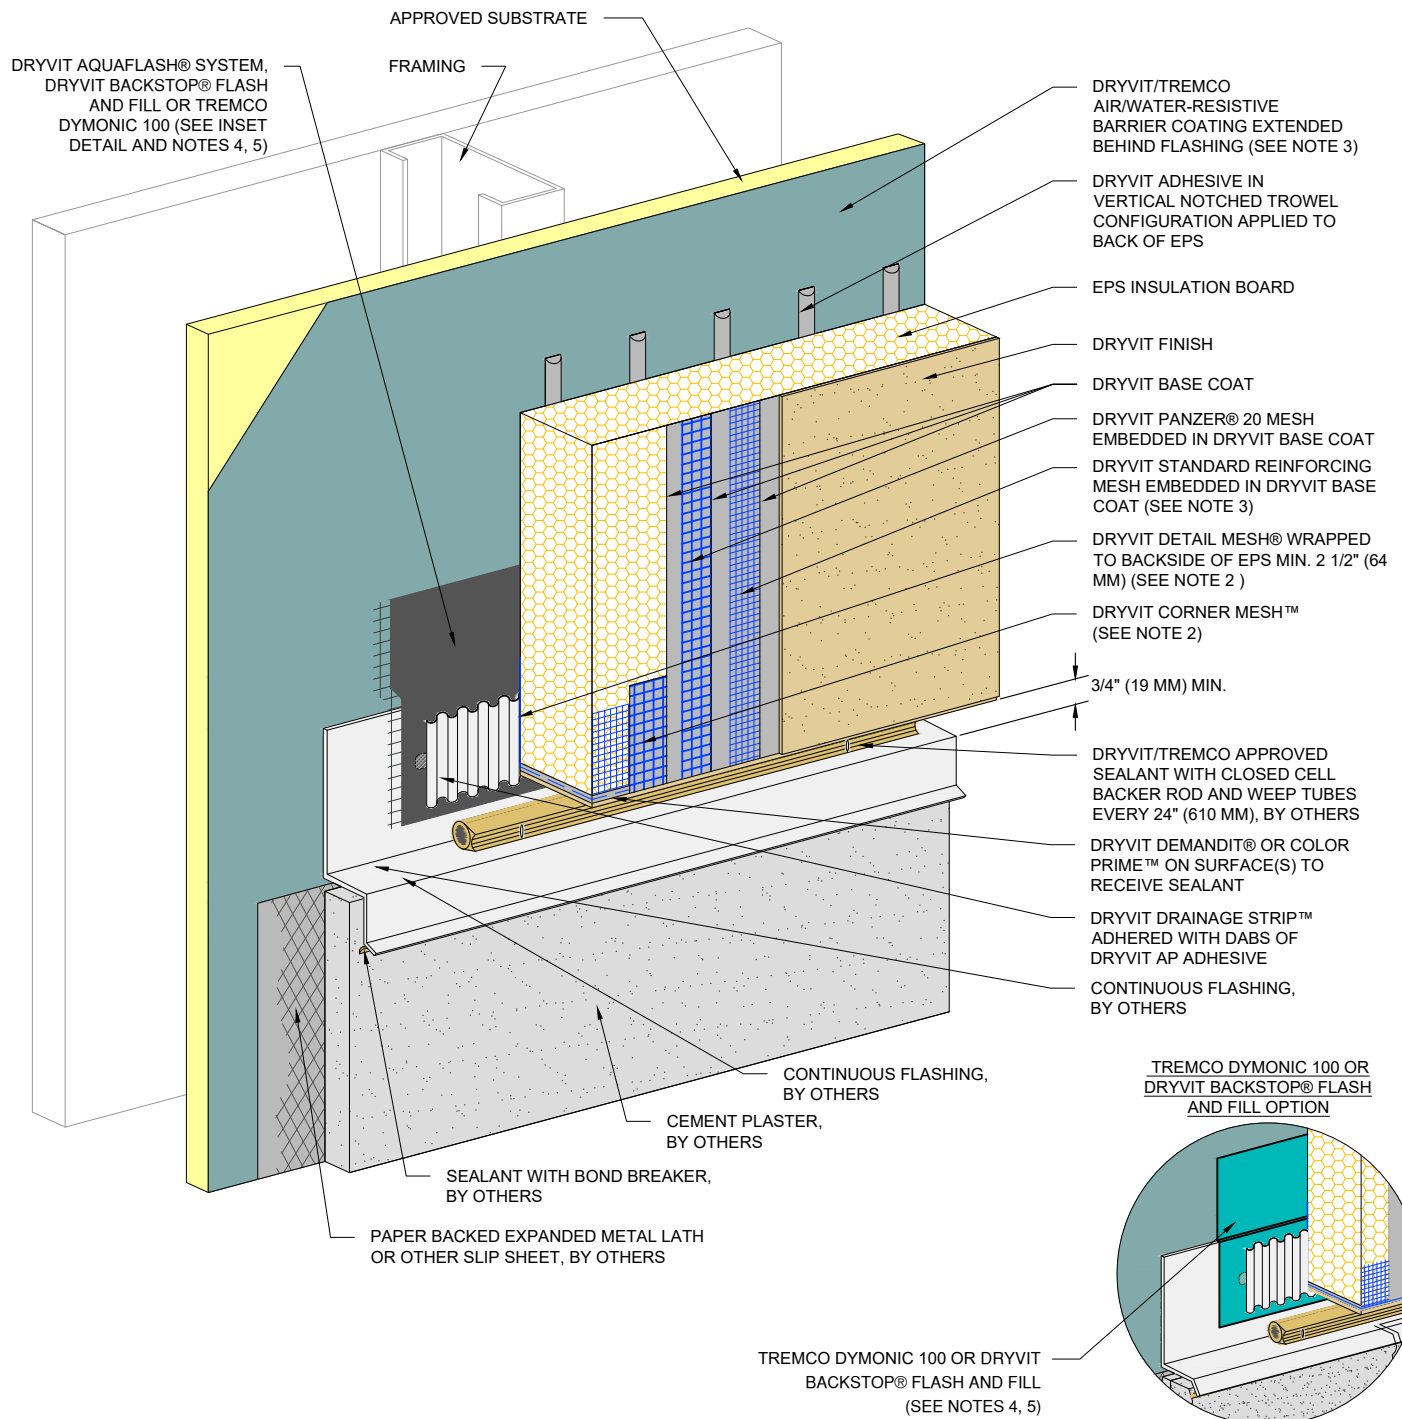 APPROVED SUBSTRATE
DRYVIT AQUAFLASH® SYSTEM,
DRYVIT BACKSTOP® FLASH
AND FILL OR TREMCO
DYMONIC 100 (SEE INSET
DETAIL AND NOTES 4, 5)
FRAMING
DRYVIT/TREMCO
AIR/WATER-RESISTIVE
BARRIER COATING EXTENDED
BEHIND FLASHING (SEE NOTE 3)
DRYVIT ADHESIVE IN
VERTICAL NOTCHED TROWEL
CONFIGURATION APPLIED TO
BACK OF EPS
EPS INSULATION BOARD
DRYVIT FINISH
DRYVIT BASE COAT
DRYVIT PANZER® 20 MESH
EMBEDDED IN DRYVIT BASE COAT
DRYVIT STANDARD REINFORCING
MESH EMBEDDED IN DRYVIT BASE
COAT (SEE NOTE 3)
DRYVIT DETAIL MESH® WRAPPED
TO BACKSIDE OF EPS MIN. 2 1/2" (64
MM) (SEE NOTE 2 )
DRYVIT CORNER MESH™
(SEE NOTE 2)
3/4" (19 MM) MIN.
DRYVIT/TREMCO APPROVED
SEALANT WITH CLOSED CELL
BACKER ROD AND WEEP TUBES
EVERY 24" (610 MM), BY OTHERS
DRYVIT DEMANDIT® OR COLOR
PRIME™ ON SURFACE(S) TO
RECEIVE SEALANT
DRYVIT DRAINAGE STRIP™
ADHERED WITH DABS OF
DRYVIT AP ADHESIVE
CONTINUOUS FLASHING,
BY OTHERS
CONTINUOUS FLASHING,
BY OTHERS
CEMENT PLASTER,
BY OTHERS
SEALANT WITH BOND BREAKER,
BY OTHERS
PAPER BACKED EXPANDED METAL LATH
OR OTHER SLIP SHEET, BY OTHERS
TREMCO DYMONIC 100 OR
DRYVIT BACKSTOP® FLASH
AND FILL OPTION
TREMCO DYMONIC 100 OR DRYVIT
BACKSTOP® FLASH AND FILL
(SEE NOTES 4, 5)